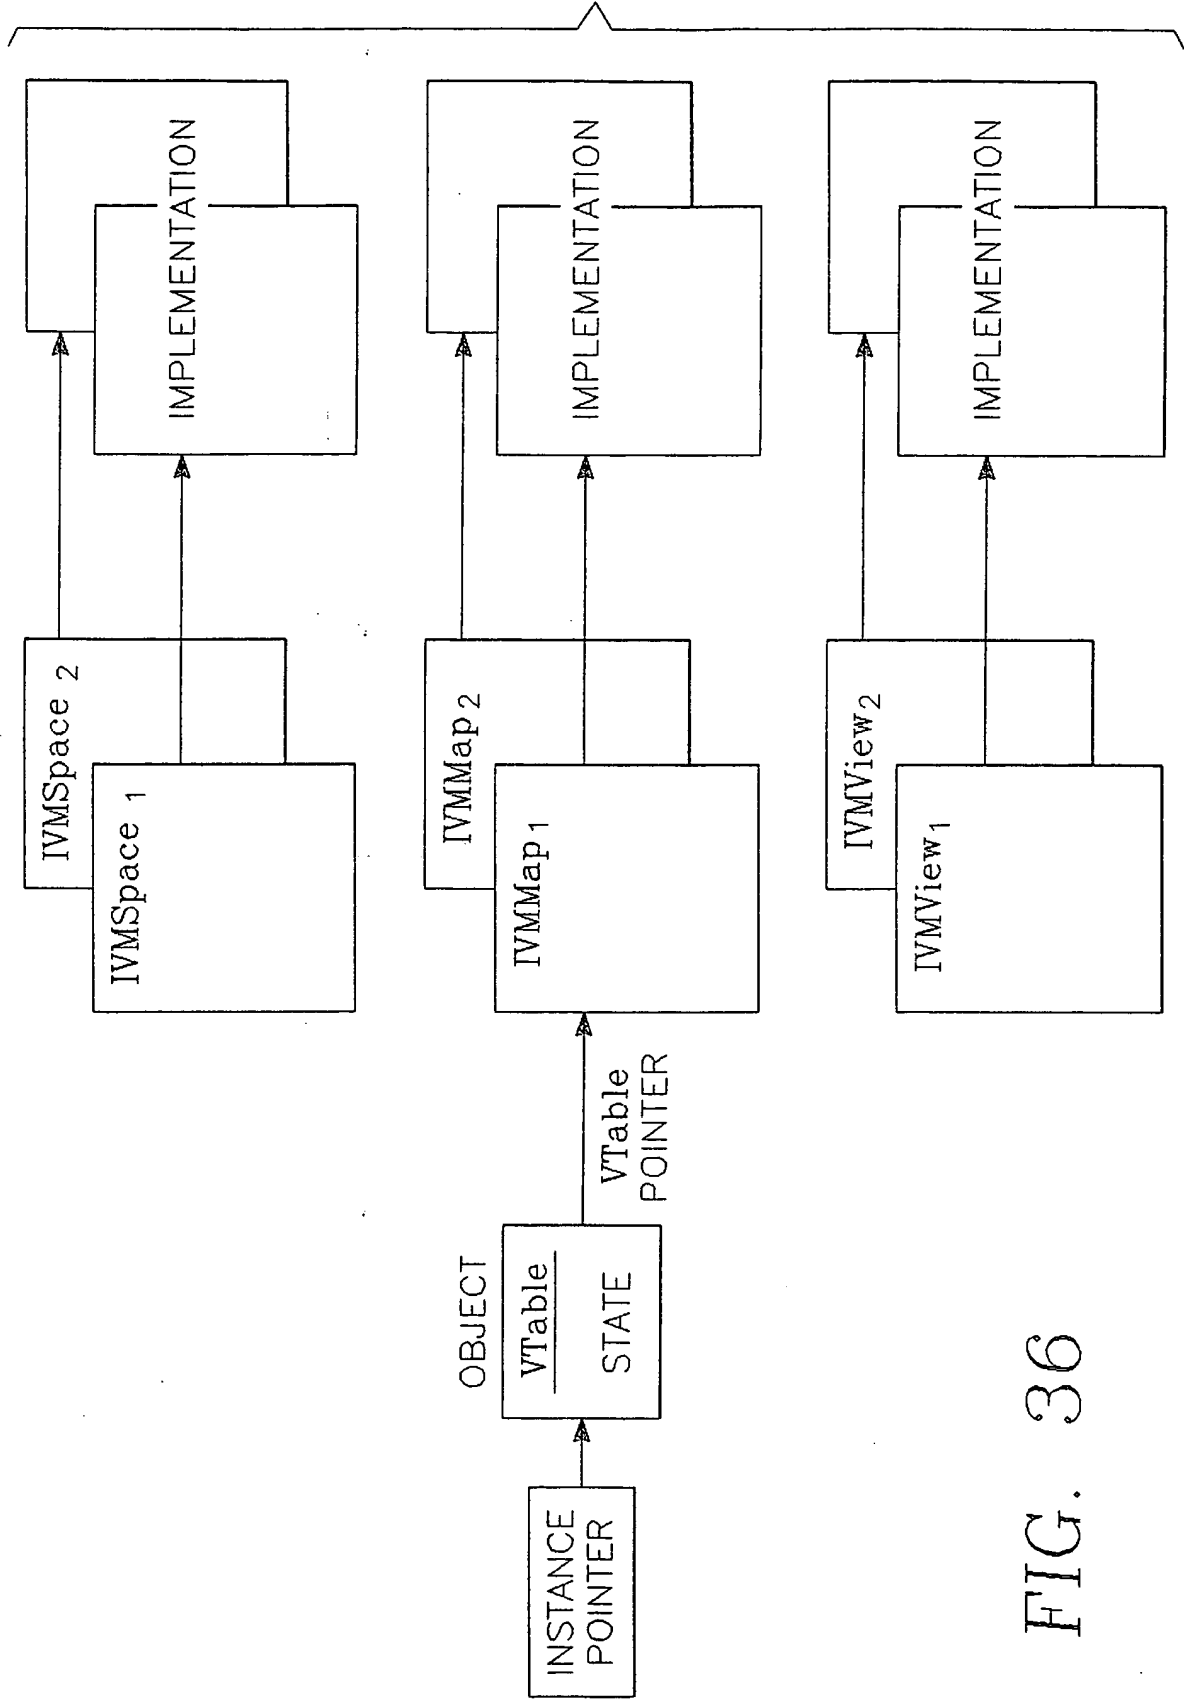 INSTANCE
POINTER
OBJECT
VTable
STATE
VTable
POINTER
IVMSpace 2
IVMSpace 1
IMPLEMENTATION
IVMMap 2
IVMMap 1
IMPLEMENTATION
IVMView 2
IVMView 1
IMPLEMENTATION
FIG. 36